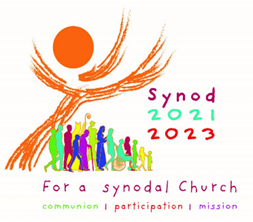 Synod
2021
2023
For a synodal Church
communion | participation | mission